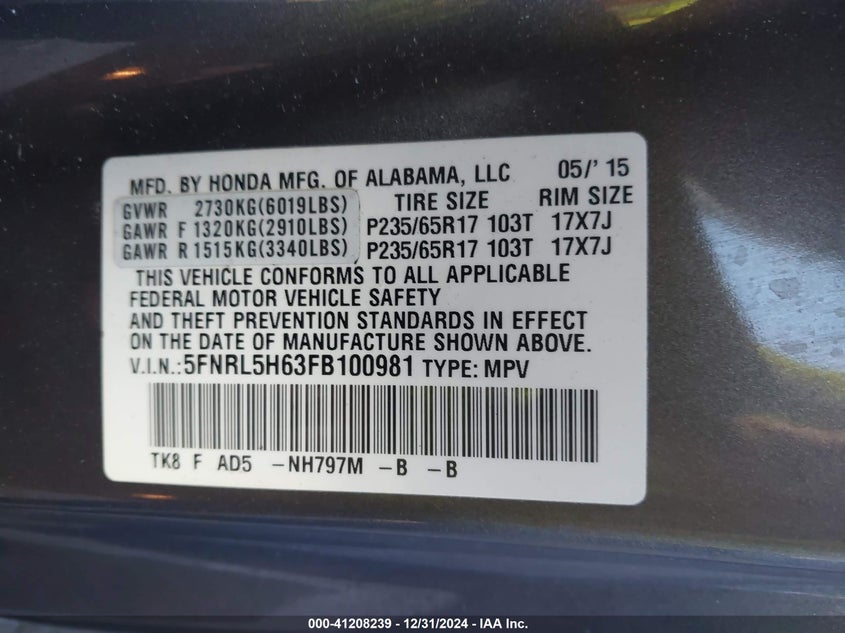 MFD. BY HONDA MFG. OF ALABAMA, LLC 05/' 15
GVWR 2730KG(6019LBS) TIRE SIZE RIM SIZE
GAWR F 1320KG(2910LBS) P235/65R17 103T 17X7J
GAWR R 1515KG(3340LBS) P235/65R17 103T 17X7J
THIS VEHICLE CONFORMS TO ALL APPLICABLE
FEDERAL MOTOR VEHICLE SAFETY
AND THEFT PREVENTION STANDARDS IN EFFECT
ON THE DATE OF MANUFACTURE SHOWN ABOVE.
V.I.N.:5FNRL5H63FB100981 TYPE: MPV
TK8 F AD5 -NH797M -B -B
000-41208239 - 12/31/2024 - IAA Inc.